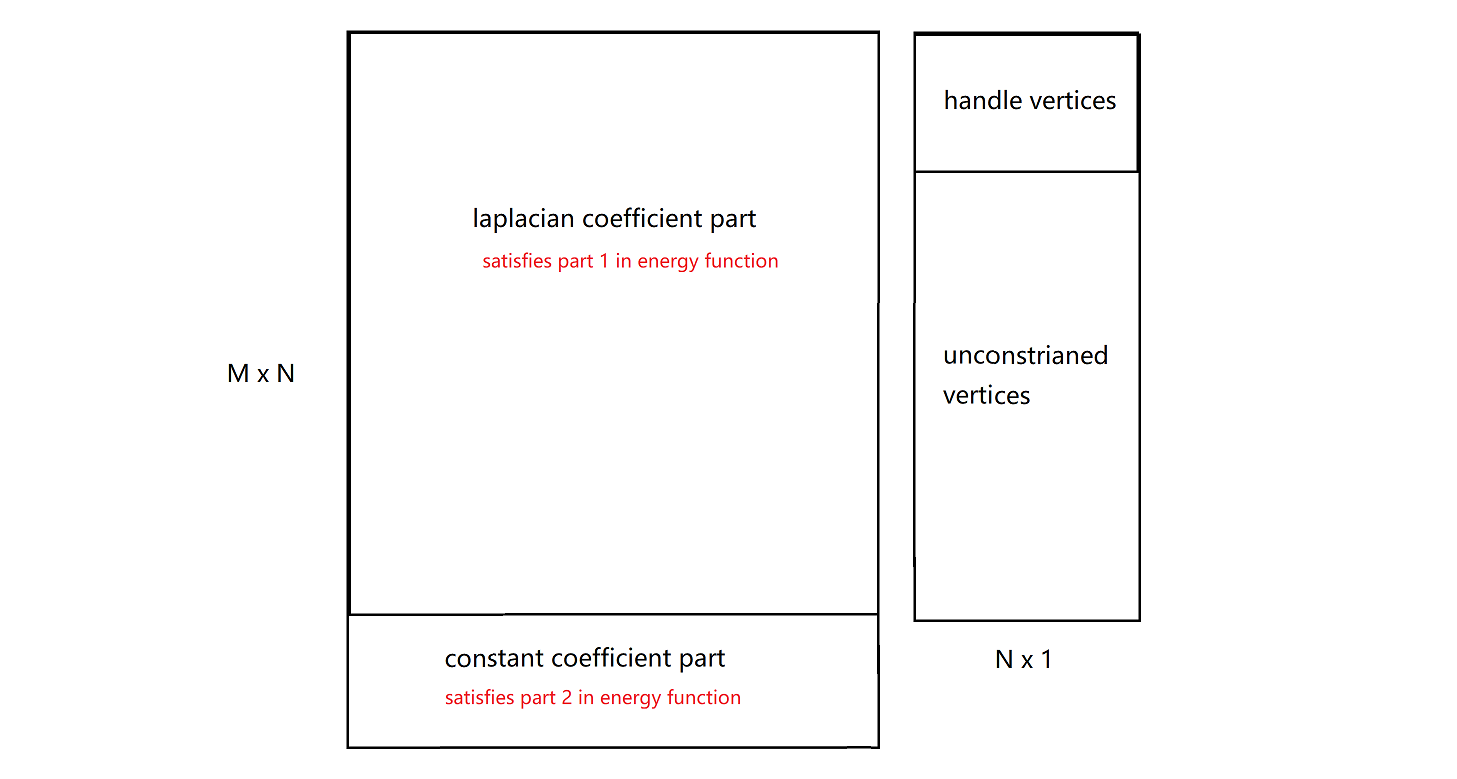 handle vertices
laplacian coefficient part
satisfies part 1 in energy function
unconstrianed
vertices
M x N
constant coefficient part
satisfies part 2 in energy function
N x 1